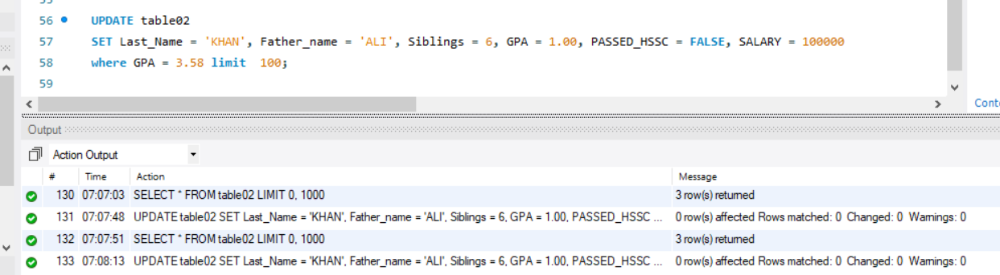 56 UPDATE table02
57 SET Last_Name = 'KHAN', Father_name = 'ALI', Siblings = 6, GPA = 1.00, PASSED_HSSC = FALSE, SALARY = 100000
58 where GPA = 3.58 limit 100;
59
Output
Action Output
# Time Action Message
130 07:07:03 SELECT * FROM table02 LIMIT 0, 1000 3 row(s) returned
131 07:07:48 UPDATE table02 SET Last_Name = 'KHAN', Father_name = 'ALI', Siblings = 6, GPA = 1.00, PASSED_HSSC ... 0 row(s) affected Rows matched: 0 Changed: 0 Warnings: 0
132 07:07:51 SELECT * FROM table02 LIMIT 0, 1000 3 row(s) returned
133 07:08:13 UPDATE table02 SET Last_Name = 'KHAN', Father_name = 'ALI', Siblings = 6, GPA = 1.00, PASSED_HSSC ... 0 row(s) affected Rows matched: 0 Changed: 0 Warnings: 0